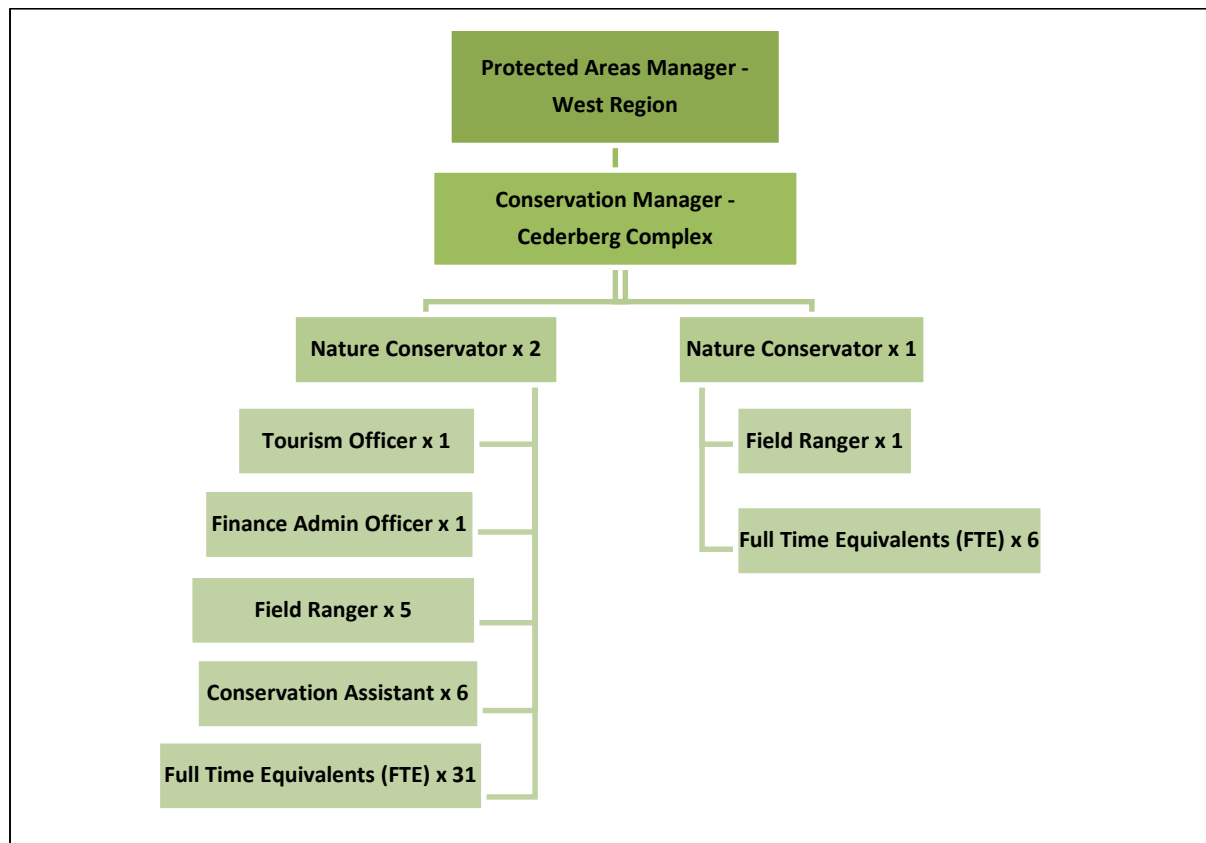 Protected Areas Manager -
West Region
Conservation Manager -
Cederberg Complex
Nature Conservator x 2
Tourism Officer x 1
Finance Admin Officer x 1
Field Ranger x 5
Conservation Assistant x 6
Full Time Equivalents (FTE) x 31
Nature Conservator x 1
Field Ranger x 1
Full Time Equivalents (FTE) x 6